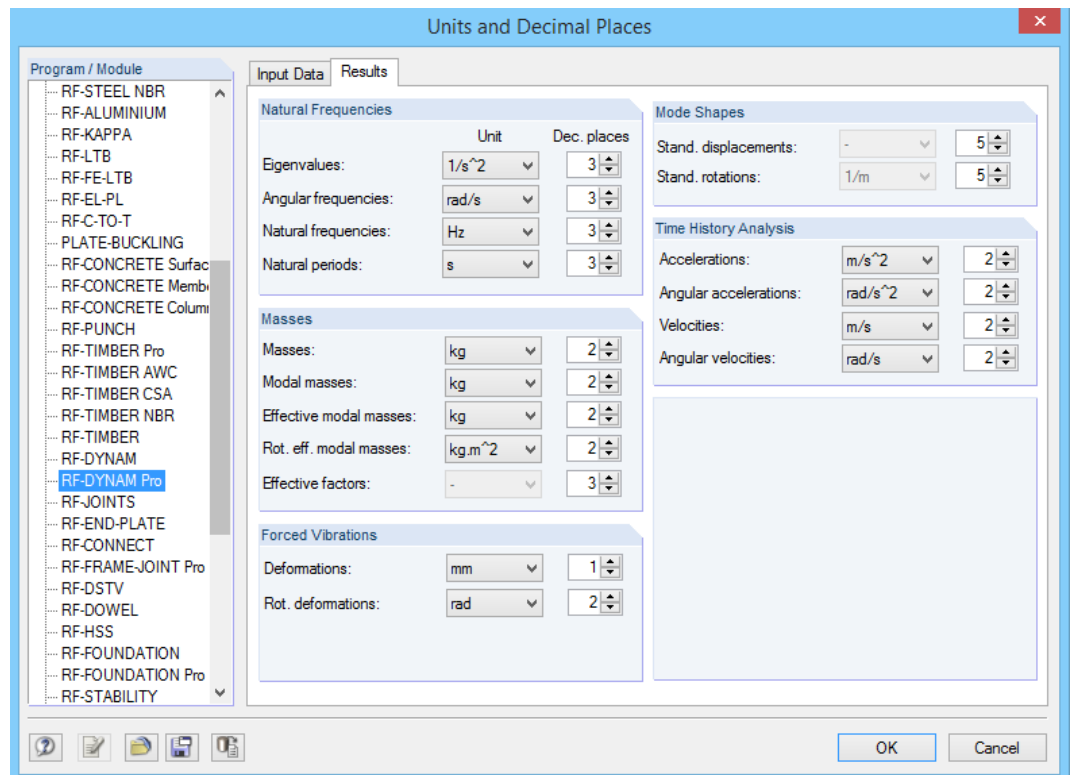 Units and Decimal Places
Program / Module
RF-STEEL NBR
RF-ALUMINIUM
RF-KAPPA
RF-LTB
RF-FE-LTB
RF-EL-PL
RF-C-TO-T
PLATE-BUCKLING
RF-CONCRETE Surfac
RF-CONCRETE Memb
RF-CONCRETE Colum
RF-PUNCH
RF-TIMBER Pro
RF-TIMBER AWC
RF-TIMBER CSA
RF-TIMBER NBR
RF-TIMBER
RF-DYNAM
RF-DYNAM Pro
RF-JOINTS
RF-END-PLATE
RF-CONNECT
RF-FRAME-JOINT Pro
RF-DSTV
RF-DOWEL
RF-HSS
RF-FOUNDATION
RF-FOUNDATION Pro
RF-STABILITY
Input Data Results
Natural Frequencies
Unit Dec. places
Eigenvalues: 1/s^2 3
Angular frequencies: rad/s 3
Natural frequencies: Hz 3
Natural periods: s 3
Masses
Masses: kg 2
Modal masses: kg 2
Effective modal masses: kg 2
Rot. eff. modal masses: kg.m^2 2
Effective factors: - 3
Forced Vibrations
Deformations: mm 1
Rot. deformations: rad 2
Mode Shapes
Stand. displacements: - 5
Stand. rotations: 1/m 5
Time History Analysis
Accelerations: m/s^2 2
Angular accelerations: rad/s^2 2
Velocities: m/s 2
Angular velocities: rad/s 2
OK Cancel